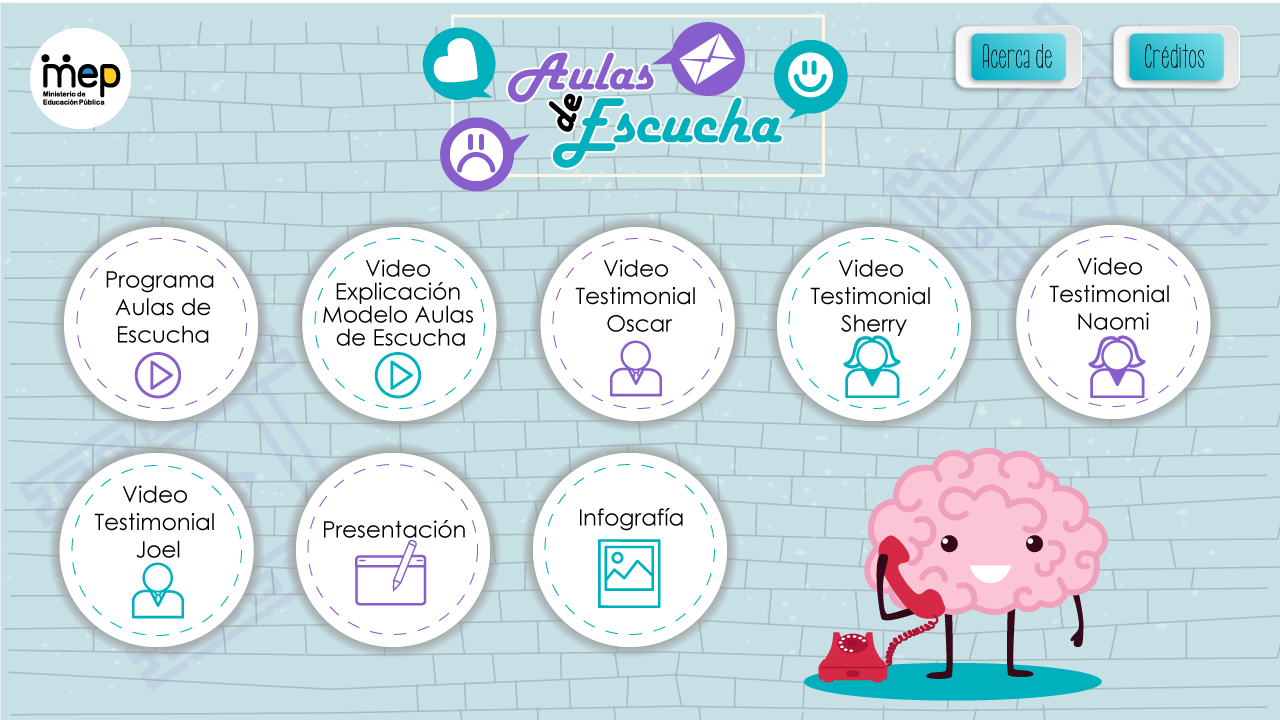 mep
Ministerio de
Educación Pública
Aulas
de
Escucha
Acerca de
Créditos
Programa
Aulas de
Escucha
Video
Explicación
Modelo Aulas
de Escucha
Video
Testimonial
Oscar
Video
Testimonial
Sherry
Video
Testimonial
Naomi
Video
Testimonial
Joel
Presentación
Infografía